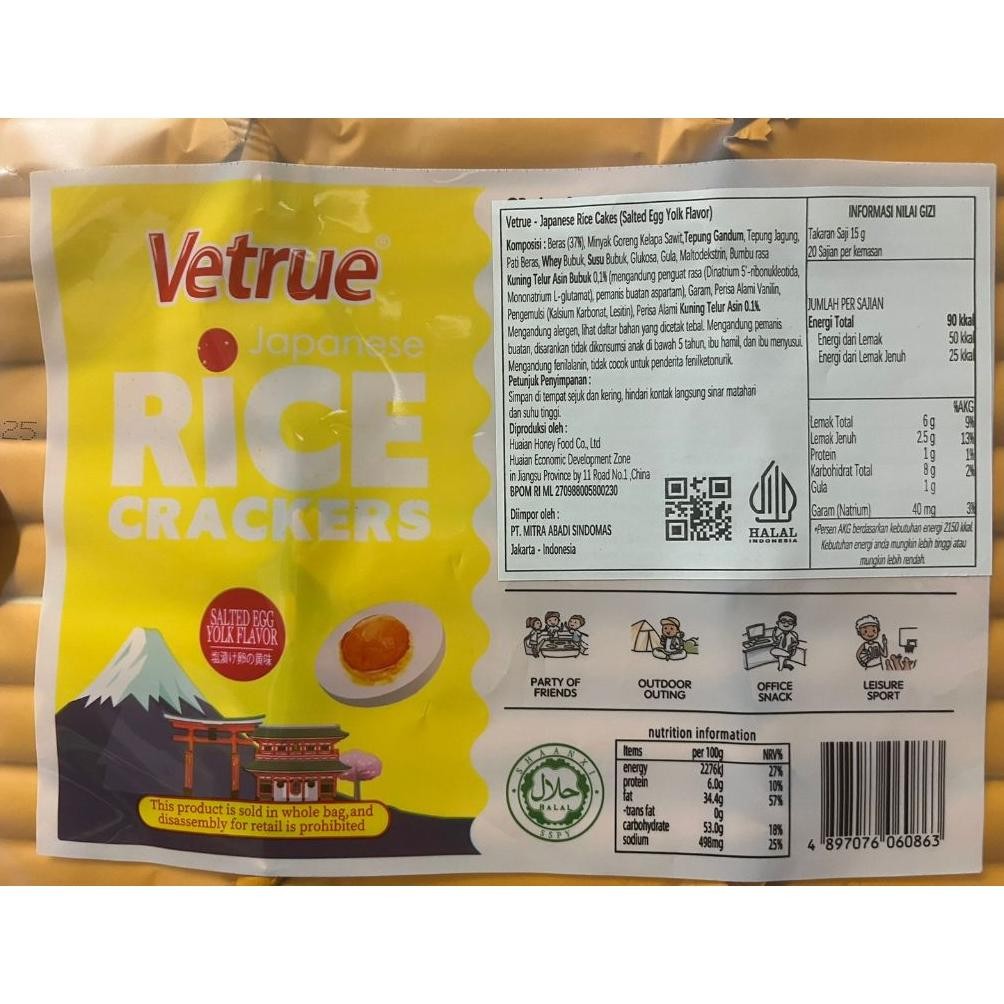 Vetrue®
Japanese
RiCE
CRACKERS
SALTED EGG
YOLK FLAVOR
塩漬け卵の黄味
This product is sold in whole bag,and
disassembly for retail is prohibited
25
Vetrue - Japanese Rice Cakes (Salted Egg Yolk Flavor)
Komposisi : Beras (37%), Minyak Goreng Kelapa Sawit,Tepung Gandum, Tepung Jagung,
Pati Beras, Whey Bubuk, Susu Bubuk, Glukosa, Gula, Maltodekstrin, Bumbu rasa
Kuning Telur Asin Bubuk 0,1% (mengandung penguat rasa (Dinatrium 5'-ribonukleotida,
Mononatrium L-glutamat), pemanis buatan aspartam), Garam, Perisa Alami Vanilin,
Pengemulsi (Kalsium Karbonat, Lesitin), Perisa Alami Kuning Telur Asin 0.1%.
Mengandung alergen, lihat daftar bahan yang dicetak tebal. Mengandung pemanis
buatan, disarankan tidak dikonsumsi anak di bawah 5 tahun, ibu hamil, dan ibu menyusui.
Mengandung fenilalanin, tidak cocok untuk penderita fenilketonurik.
Petunjuk Penyimpanan :
Simpan di tempat sejuk dan kering, hindari kontak langsung sinar matahari
dan suhu tinggi.
Diproduksi oleh :
Huaian Honey Food Co., Ltd
Huaian Economic Development Zone
in Jiangsu Province by 11 Road No.1 ,China
BPOM RI ML 270988005800230
Diimpor oleh :
PT. MITRA ABADI SINDOMAS
Jakarta - Indonesia
HALAL
INDONESIA
INFORMASI NILAI GIZI
Takaran Saji 15 g
20 Sajian per kemasan
JUMLAH PER SAJIAN
Energi Total 90 kkal
Energi dari Lemak 50 kkal
Energi dari Lemak Jenuh 25 kkal
%AKG
Lemak Total 6 g 9%
Lemak Jenuh 2.5 g 13%
Protein 1 g 1%
Karbohidrat Total 8 g 2%
Gula 1 g
Garam (Natrium) 40 mg 3%
*Persen AKG berdasarkan kebutuhan energi 2150 kkal.
Kebutuhan energi anda mungkin lebih tinggi atau
mungkin lebih rendah.
PARTY OF
FRIENDS
OUTDOOR
OUTING
OFFICE
SNACK
LEISURE
SPORT
SHAANXI
حلال
HALAL
SSPY
nutrition information
Items per 100g NRV%
energy 2276kj 27%
protein 6.0g 10%
fat 34.4g 57%
-trans fat 0g
carbohydrate 53.0g 18%
sodium 498mg 25%
4 897076 060863